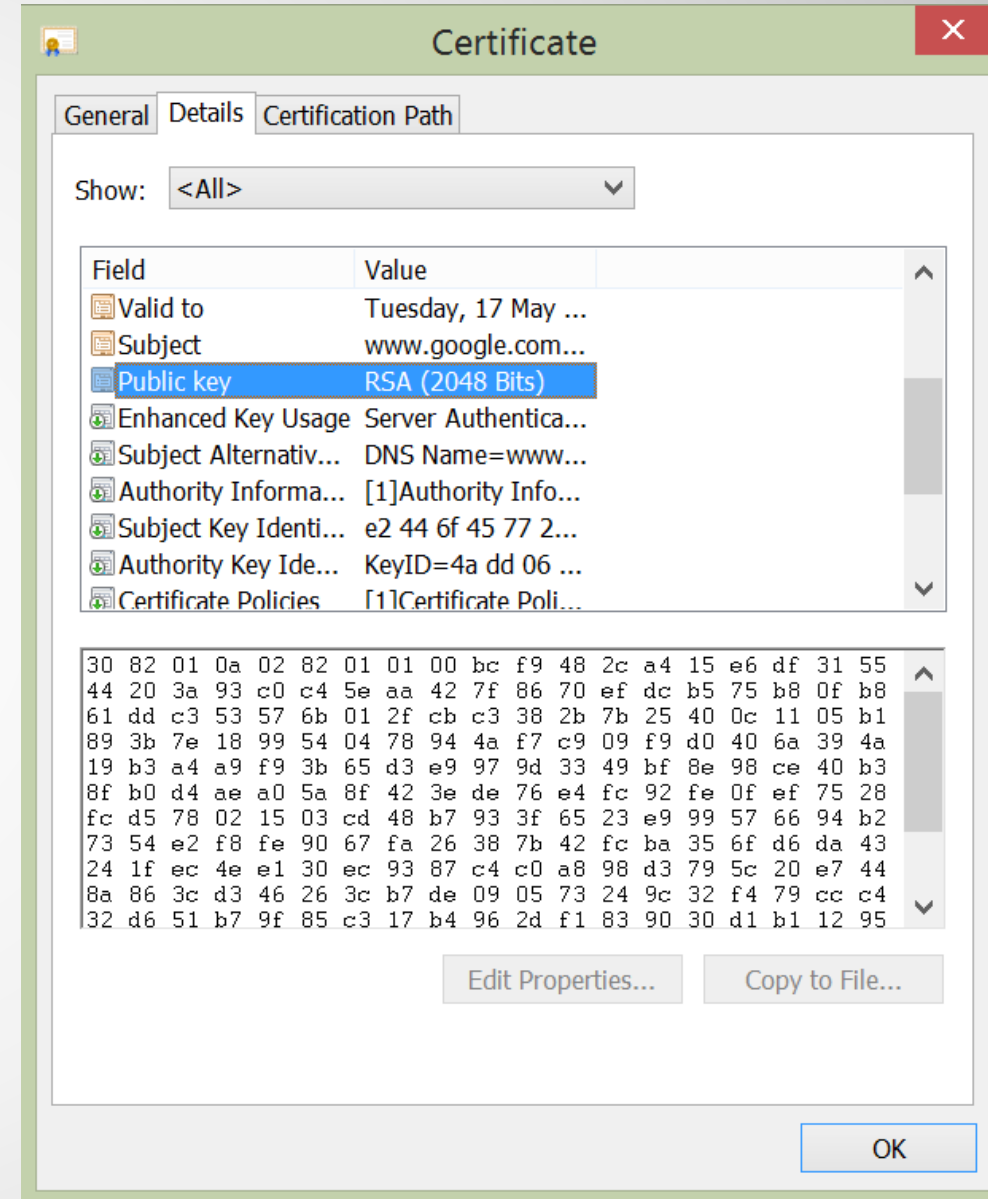 Certificate
General Details Certification Path
Show: <All>
Field Value
Valid to Tuesday, 17 May ...
Subject www.google.com...
Public key RSA (2048 Bits)
Enhanced Key Usage Server Authentica...
Subject Alternativ... DNS Name=www...
Authority Informa... [1]Authority Info...
Subject Key Identi... e2 44 6f 45 77 2...
Authority Key Ide... KeyID=4a dd 06 ...
Certificate Policies [1]Certificate Poli...
30 82 01 0a 02 82 01 01 00 bc f9 48 2c a4 15 e6 df 31 55
44 20 3a 93 c0 c4 5e aa 42 7f 86 70 ef dc b5 75 b8 0f b8
61 dd c3 53 57 6b 01 2f cb c3 38 2b 7b 25 40 0c 11 05 b1
89 3b 7e 18 99 54 04 78 94 4a f7 c9 09 f9 d0 40 6a 39 4a
19 b3 a4 a9 f9 3b 65 d3 e9 97 9d 33 49 bf 8e 98 ce 40 b3
8f b0 d4 ae a0 5a 8f 42 3e de 76 e4 fc 92 fe 0f ef 75 28
fc d5 78 02 15 03 cd 48 b7 93 3f 65 23 e9 99 57 66 94 b2
73 54 e2 f8 fe 90 67 fa 26 38 7b 42 fc ba 35 6f d6 da 43
24 1f ec 4e e1 30 ec 93 87 c4 c0 a8 98 d3 79 5c 20 e7 44
8a 86 3c d3 46 26 3c b7 de 09 05 73 24 9c 32 f4 79 cc c4
32 d6 51 b7 9f 85 c3 17 b4 96 2d f1 83 90 30 d1 b1 12 95
Edit Properties... Copy to File...
OK